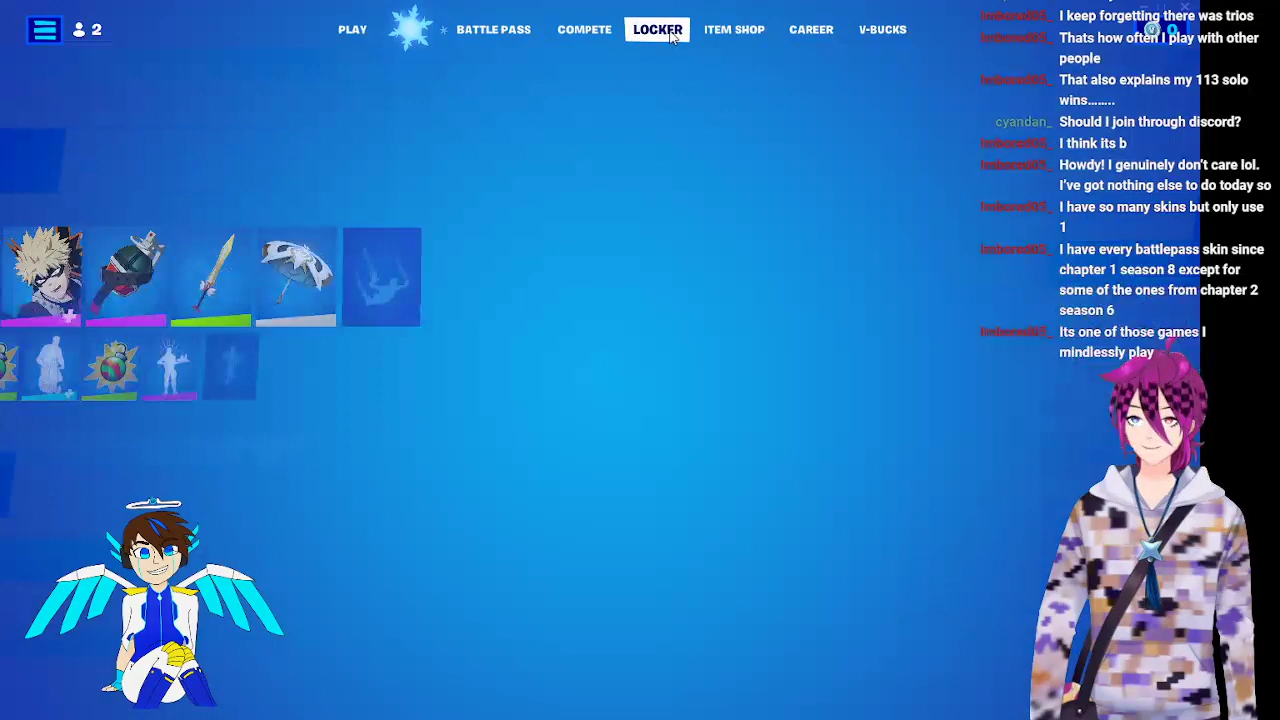 2
PLAY
BATTLE PASS
COMPETE
LOCKER
ITEM SHOP
CAREER
V-BUCKS
0
I keep forgetting there was trios
Thats how often I play with other
people
That also explains my 113 solo
wins........
cyandan_ Should I join through discord?
I think its b
Howdy! I genuinely don't care lol.
I've got nothing else to do today so
I have so many skins but only use
1
I have every battlepass skin since
chapter 1 season 8 except for
some of the ones from chapter 2
season 6
Its one of those games I
mindlessly play